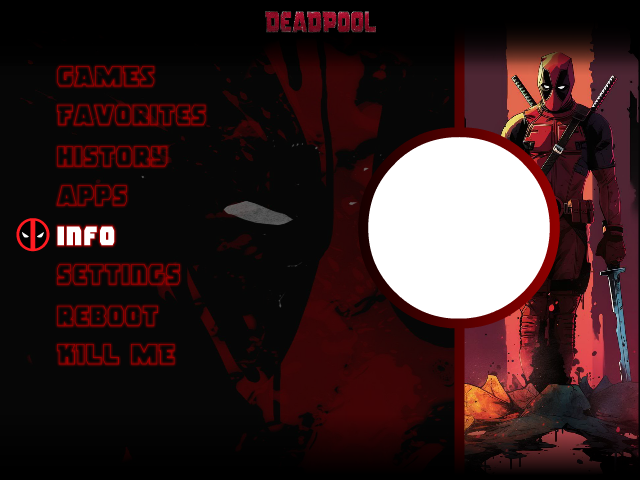 DEADPOOL
GAMES
FAVORITES
HISTORY
APPS
INFO
SETTINGS
REBOOT
KILL ME